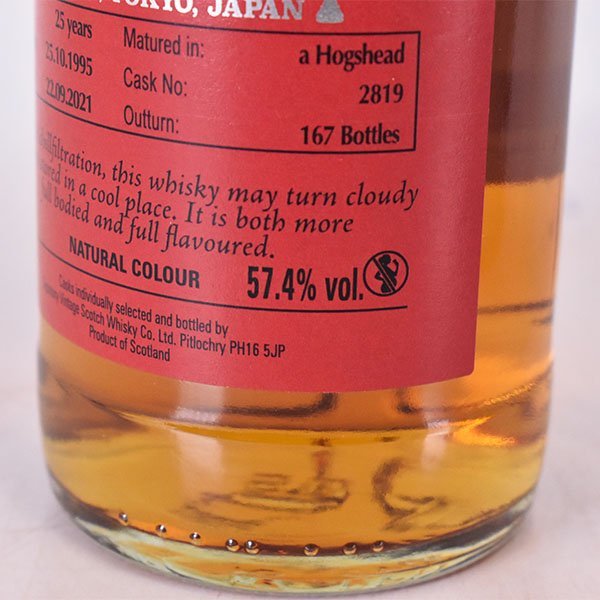 , TOKYO, JAPAN
25 years
25.10.1995
22.09.2021
Matured in: a Hogshead
Cask No: 2819
Outturn: 167 Bottles
this whisky may turn cloudy
in a cool place. It is both more
bodied and full flavoured.
NATURAL COLOUR 57.4% vol.
Casks individually selected and bottled by
Vintage Scotch Whisky Co. Ltd. Pitlochry PH16 5JP
Product of Scotland